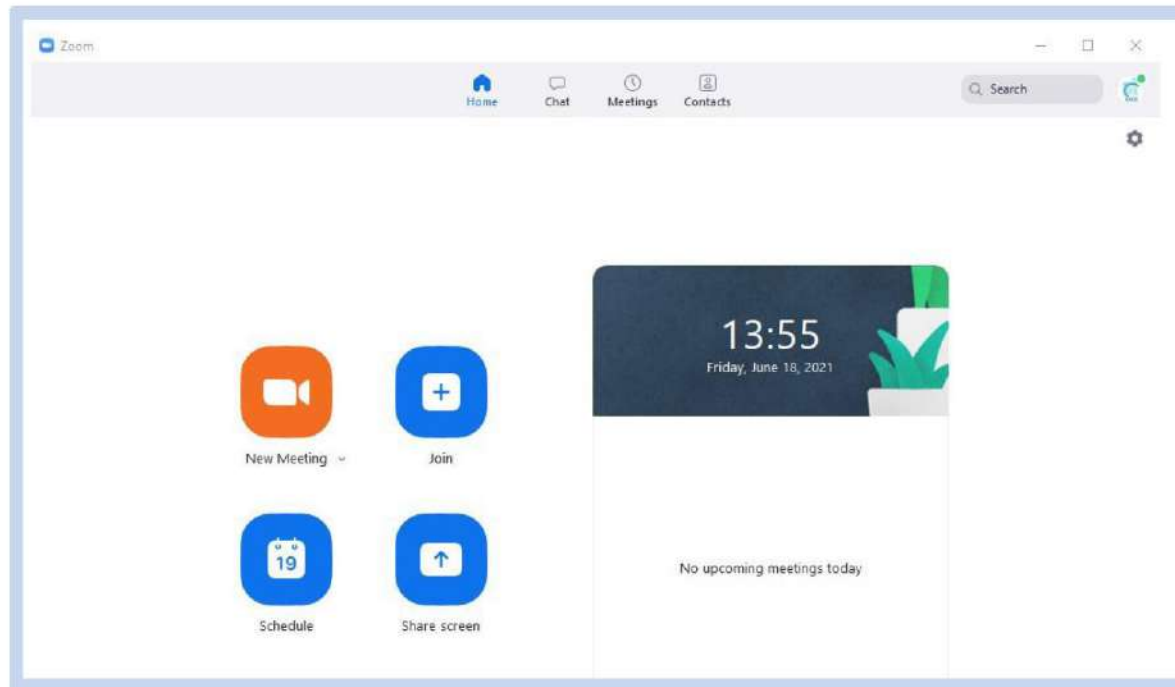 Zoom
Home Chat Meetings Contacts
Search
13:55
Friday, June 18, 2021
New Meeting Join
19
Schedule Share screen
No upcoming meetings today